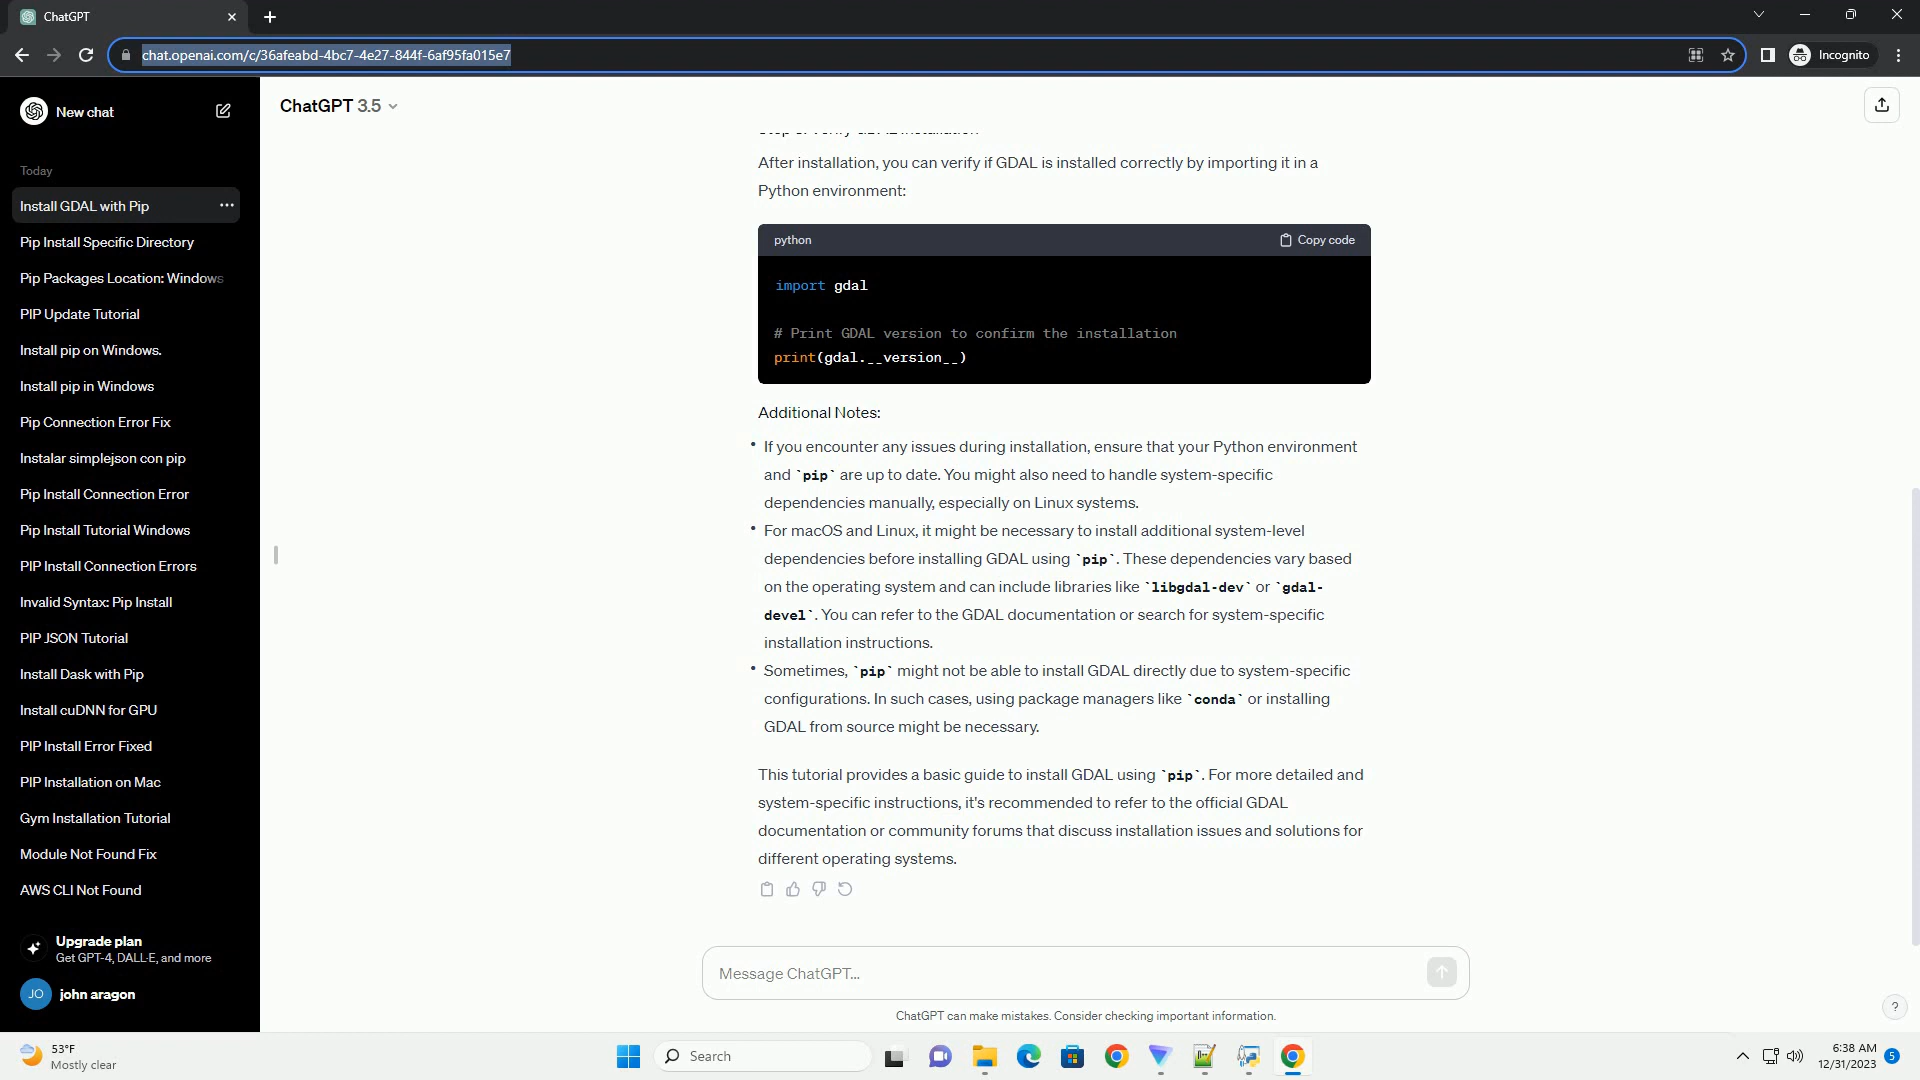 ChatGPT
chat.openai.com/c/36afeabd-4bc7-4e27-844f-6af95fa015e7
Incognito
New chat
Today
Install GDAL with Pip
Pip Install Specific Directory
Pip Packages Location: Windows
PIP Update Tutorial
Install pip on Windows.
Install pip in Windows
Pip Connection Error Fix
Instalar simplejson con pip
Pip Install Connection Error
Pip Install Tutorial Windows
PIP Install Connection Errors
Invalid Syntax: Pip Install
PIP JSON Tutorial
Install Dask with Pip
Install cuDNN for GPU
PIP Install Error Fixed
PIP Installation on Mac
Gym Installation Tutorial
Module Not Found Fix
AWS CLI Not Found
Upgrade plan
Get GPT-4, DALL·E, and more
JO
john aragon
ChatGPT 3.5
After installation, you can verify if GDAL is installed correctly by importing it in a
Python environment:
python
Copy code
import gdal
# Print GDAL version to confirm the installation
print(gdal.__version__)
Additional Notes:
• If you encounter any issues during installation, ensure that your Python environment
and `pip` are up to date. You might also need to handle system-specific
dependencies manually, especially on Linux systems.
• For macOS and Linux, it might be necessary to install additional system-level
dependencies before installing GDAL using `pip`. These dependencies vary based
on the operating system and can include libraries like `libgdal-dev` or `gdal-
devel`. You can refer to the GDAL documentation or search for system-specific
installation instructions.
• Sometimes, `pip` might not be able to install GDAL directly due to system-specific
configurations. In such cases, using package managers like `conda` or installing
GDAL from source might be necessary.
This tutorial provides a basic guide to install GDAL using `pip`. For more detailed and
system-specific instructions, it's recommended to refer to the official GDAL
documentation or community forums that discuss installation issues and solutions for
different operating systems.
Message ChatGPT...
ChatGPT can make mistakes. Consider checking important information.
?
53°F
Mostly clear
Search
6:38 AM
12/31/2023
5